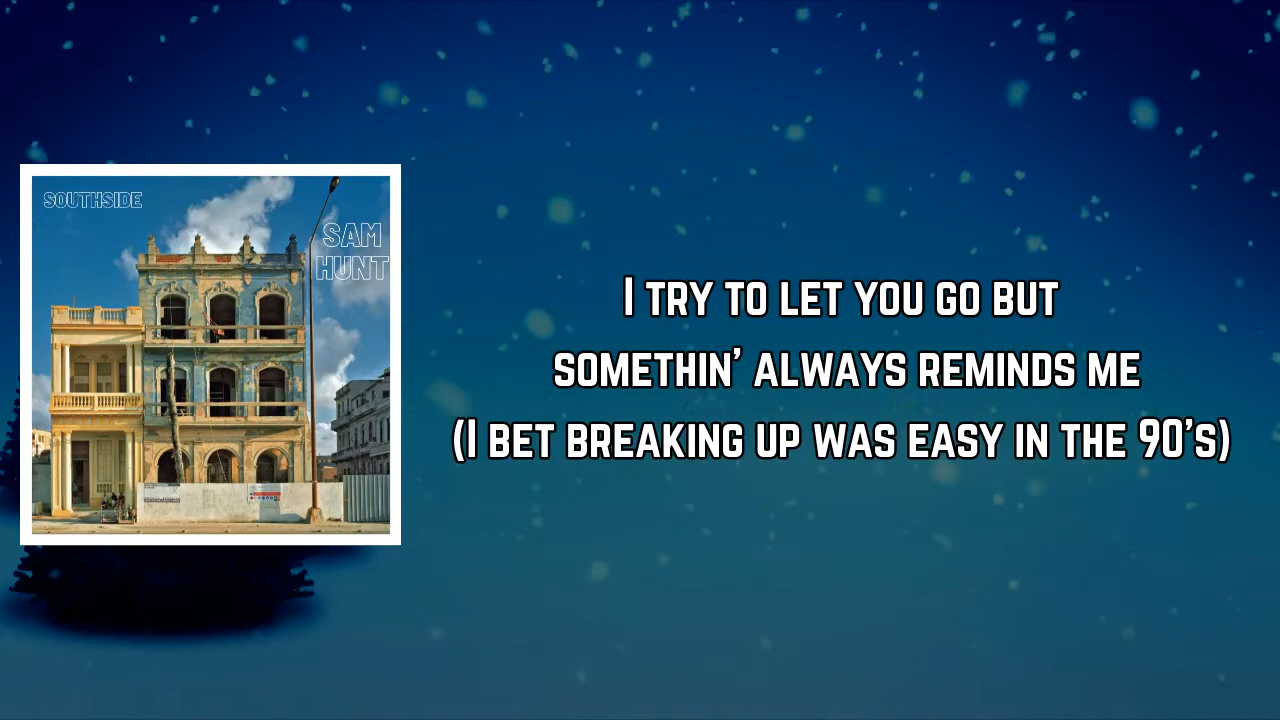 SOUTHSIDE
SAM
HUNT
I TRY TO LET YOU GO BUT
SOMETHIN' ALWAYS REMINDS ME
(I BET BREAKING UP WAS EASY IN THE 90'S)